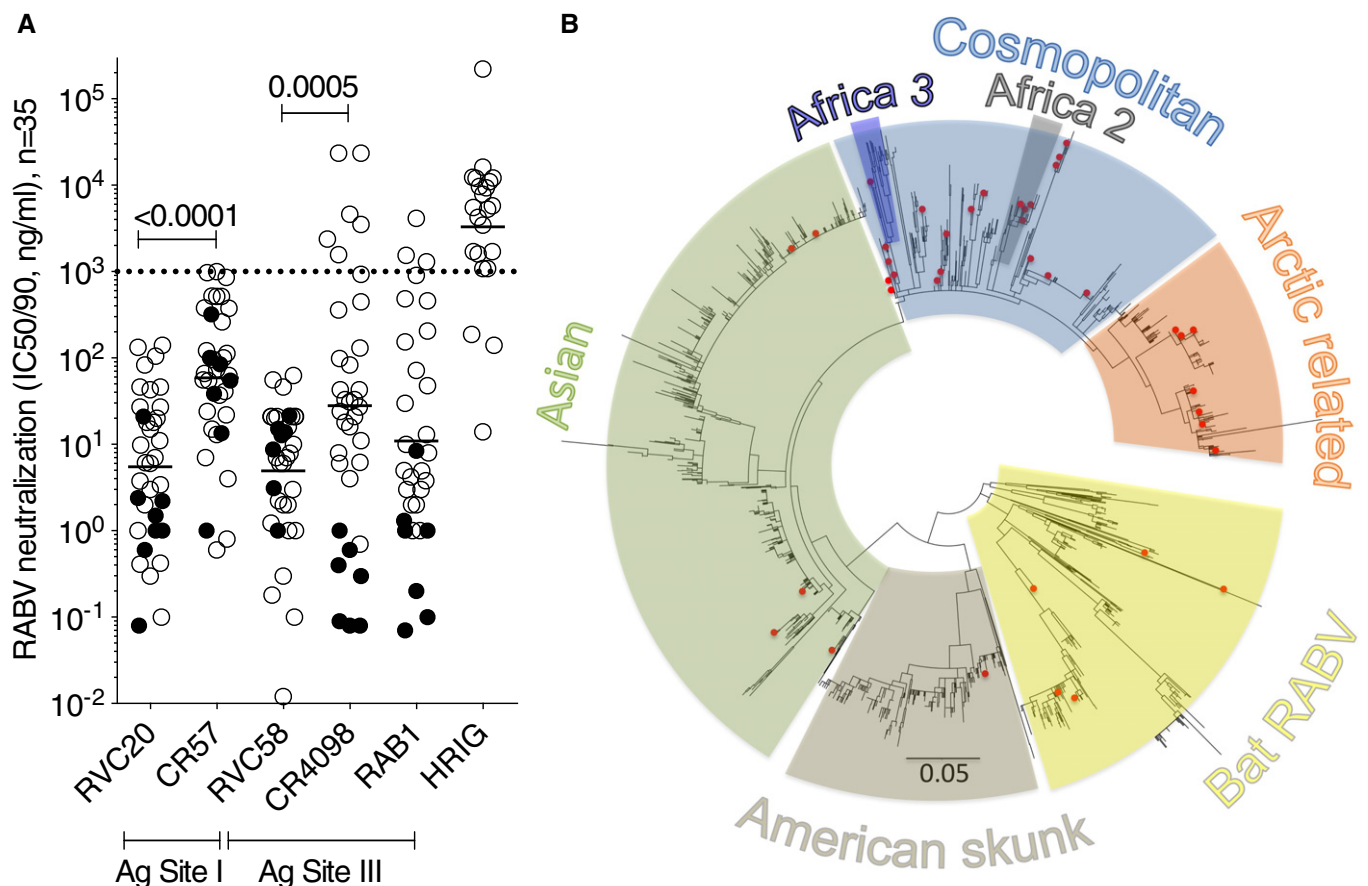 A
RABV neutralization (IC50/90, ng/ml), n=35
10^5
10^4
10^3
10^2
10^1
10^0
10^-1
10^-2
<0.0001
0.0005
RVC20
CR57
RVC58
CR4098
RAB1
HRIG
Ag Site I
Ag Site III
B
Cosmopolitan
Africa 3
Africa 2
Arctic related
Asian
Bat RABV
American skunk
0.05